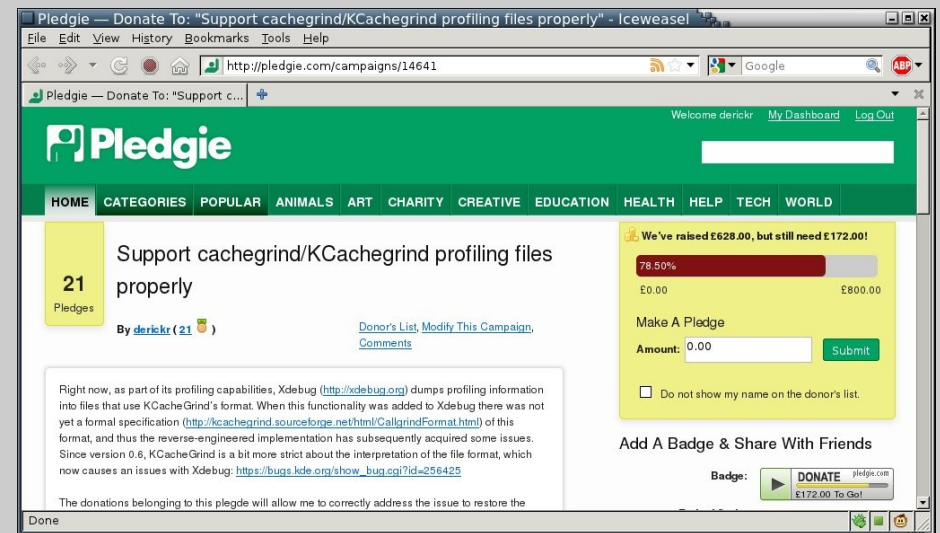 Pledgie — Donate To: "Support cachegrind/KCachegrind profiling files properly" - Iceweasel
File Edit View History Bookmarks Tools Help
http://pledgie.com/campaigns/14641
Google
ABP
Pledgie — Donate To: "Support c...
Welcome derickr My Dashboard Log Out
Pledgie
HOME CATEGORIES POPULAR ANIMALS ART CHARITY CREATIVE EDUCATION HEALTH HELP TECH WORLD
21
Pledges
Support cachegrind/KCachegrind profiling files
properly
By derickr ( 21 )
Donor's List, Modify This Campaign,
Comments
Right now, as part of its profiling capabilities, Xdebug (http://xdebug.org) dumps profiling information
into files that use KCacheGrind's format. When this functionality was added to Xdebug there was not
yet a formal specification (http://kcachegrind.sourceforge.net/html/CallgrindFormat.html) of this
format, and thus the reverse-engineered implementation has subsequently acquired some issues.
Since version 0.6, KCacheGrind is a bit more strict about the interpretation of the file format, which
now causes an issues with Xdebug: https://bugs.kde.org/show_bug.cgi?id=256425
The donations belonging to this plegde will allow me to correctly address the issue to restore the
We've raised £628.00, but still need £172.00!
78.50%
£0.00 £800.00
Make A Pledge
Amount: 0.00 Submit
Do not show my name on the donor's list.
Add A Badge & Share With Friends
Badge:
DONATE pledgie.com
£172.00 To Go!
Done